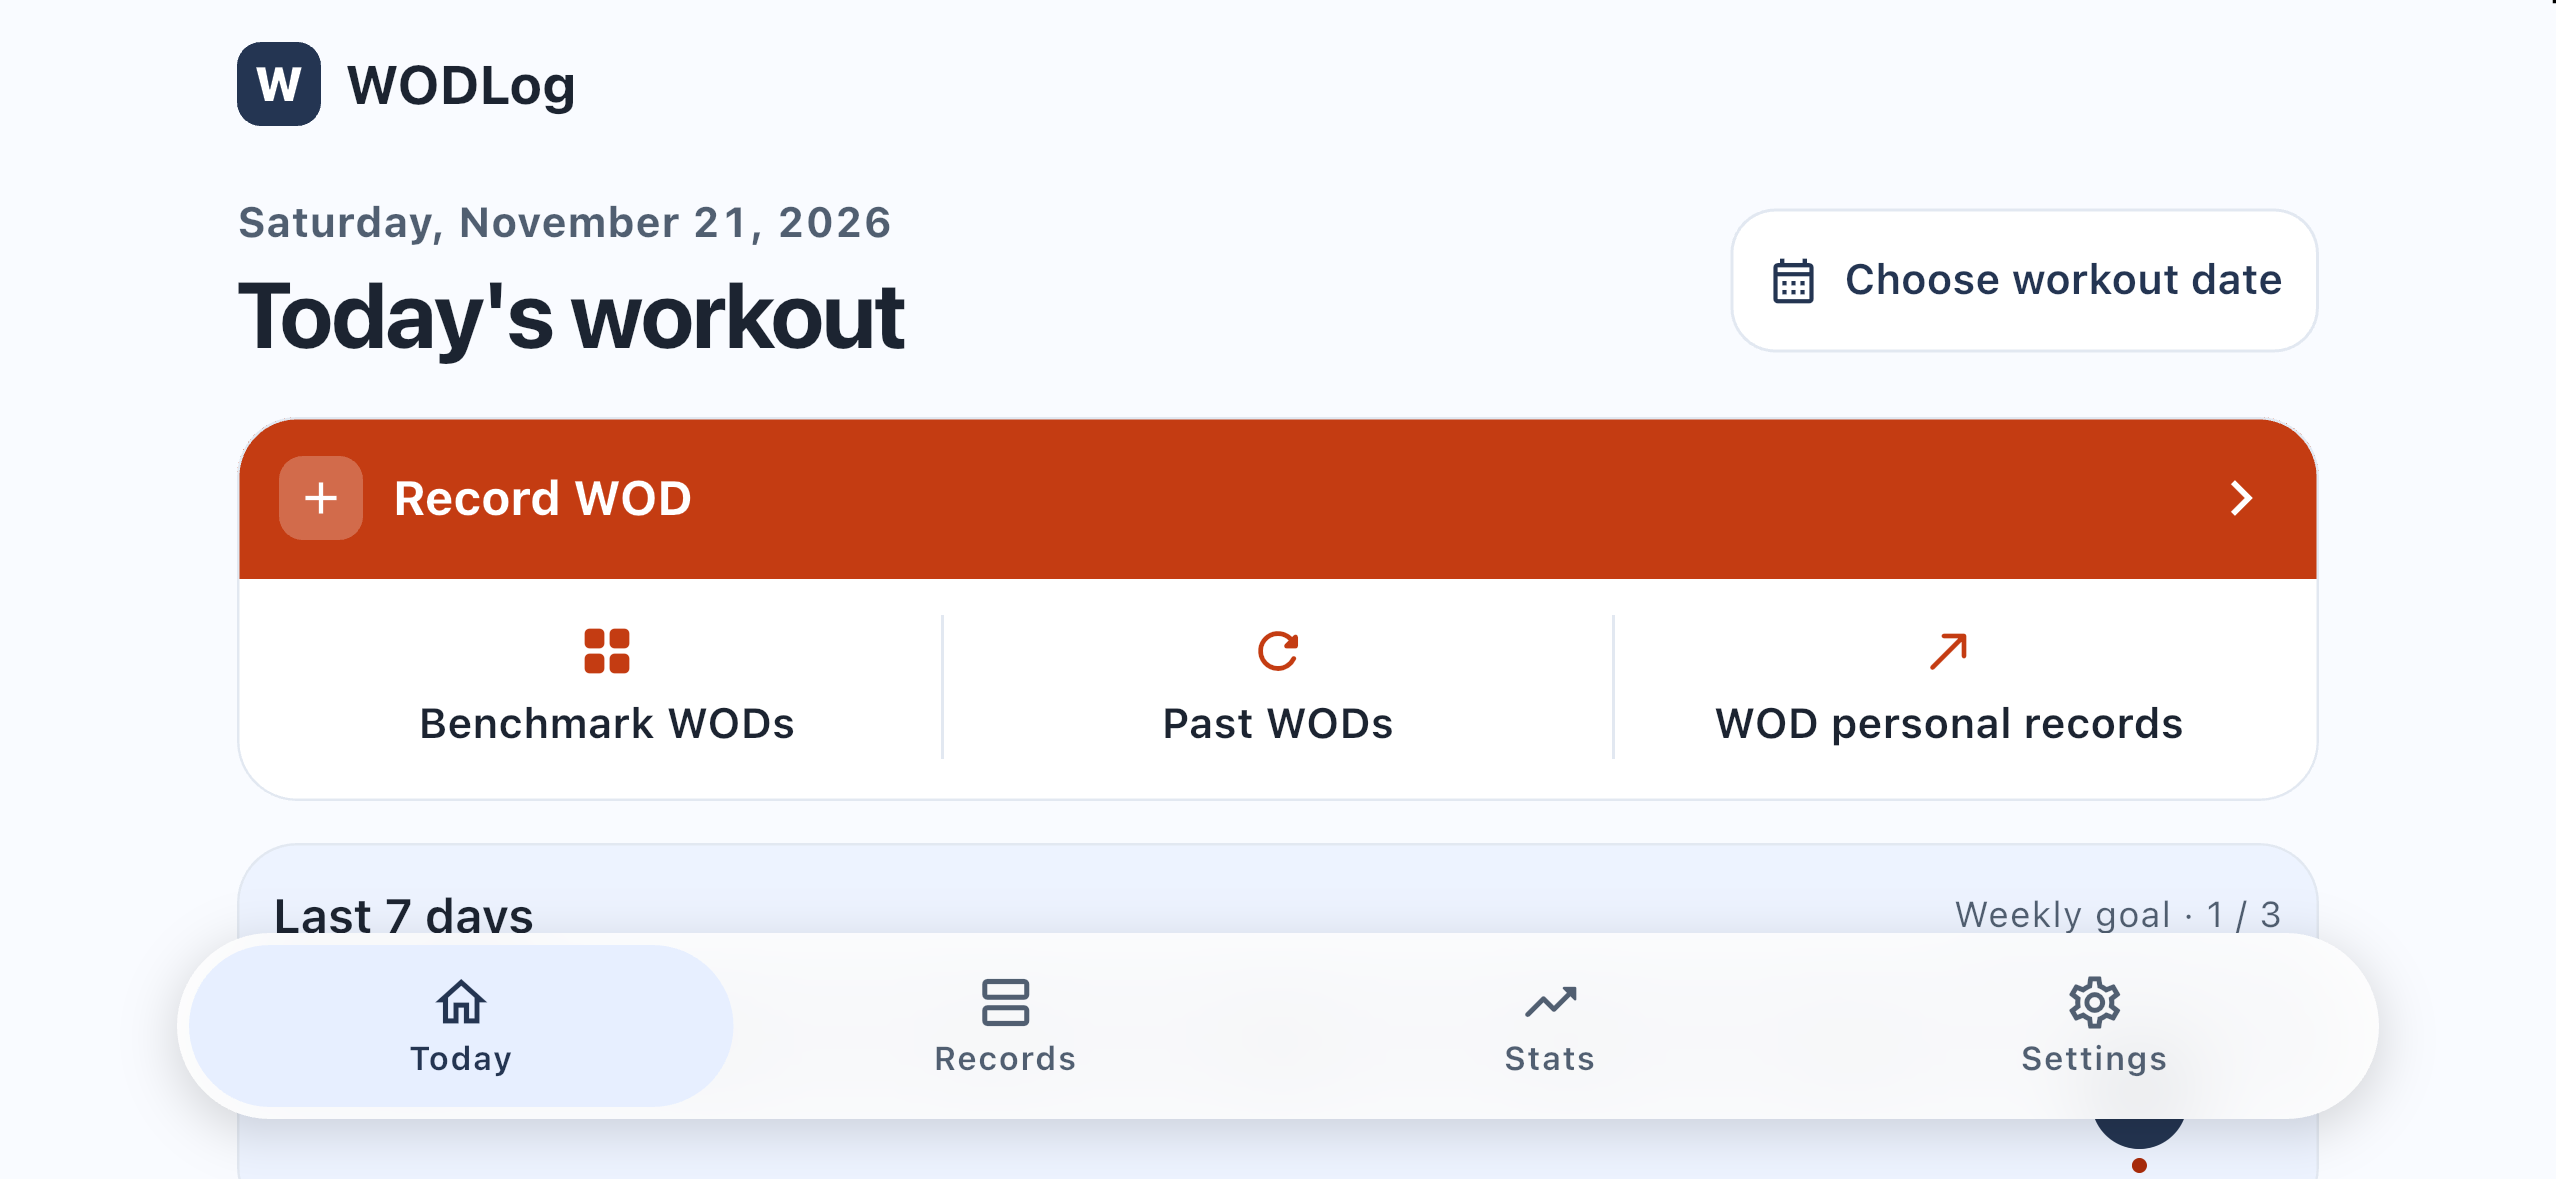 W WODLog
Saturday, November 21, 2026
Today's workout
Choose workout date
Record WOD
Benchmark WODs
Past WODs
WOD personal records
Last 7 days
Weekly goal · 1 / 3
Today
Records
Stats
Settings